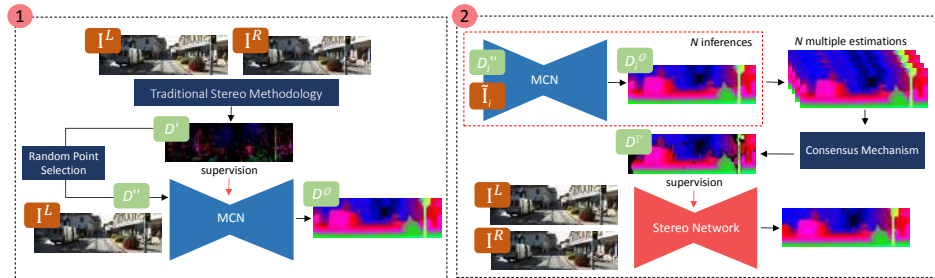 1
I^L
I^R
Traditional Stereo Methodology
D'
Random Point
Selection
supervision
D''
I^L
MCN
D^O
2
N inferences
D_i''
Ĩ_i
MCN
D_i^O
N multiple estimations
Consensus Mechanism
supervision
I^L
I^R
Stereo Network